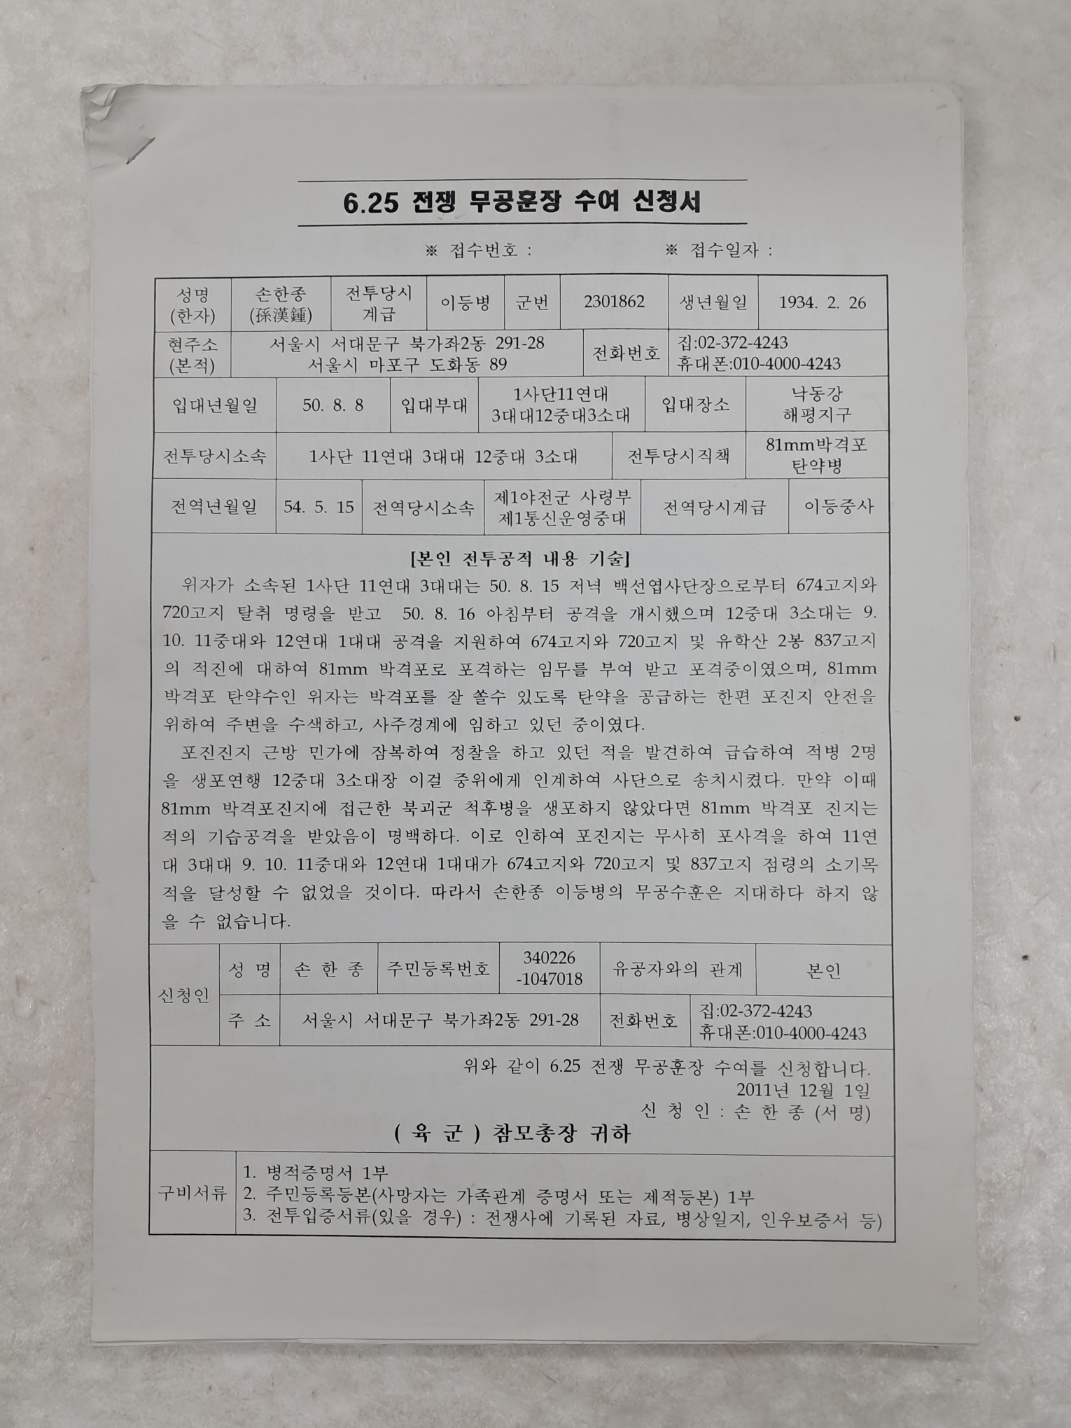 6.25 전쟁 무공훈장 수여 신청서
※ 접수번호 : ※ 접수일자 :
성명 (한자) 손한종 (孫漢鍾) 전투당시 계급 이등병 군번 2301862 생년월일 1934. 2. 26
현주소 (본적) 서울시 서대문구 북가좌2동 291-28 서울시 마포구 도화동 89 전화번호 집:02-372-4243 휴대폰:010-4000-4243
입대년월일 50. 8. 8 입대부대 1사단11연대 3대대12중대3소대 입대장소 낙동강 해평지구
전투당시소속 1사단 11연대 3대대 12중대 3소대 전투당시직책 81mm박격포 탄약병
전역년월일 54. 5. 15 전역당시소속 제1야전군 사령부 제1통신운영중대 전역당시계급 이등중사
[본인 전투공적 내용 기술]
위자가 소속된 1사단 11연대 3대대는 50. 8. 15 저녁 백선엽사단장으로부터 674고지와
720고지 탈취 명령을 받고 50. 8. 16 아침부터 공격을 개시했으며 12중대 3소대는 9.
10. 11중대와 12연대 1대대 공격을 지원하여 674고지와 720고지 및 유학산 2봉 837고지
의 적진에 대하여 81mm 박격포로 포격하는 임무를 부여 받고 포격중이였으며, 81mm
박격포 탄약수인 위자는 박격포를 잘 쏠수 있도록 탄약을 공급하는 한편 포진지 안전을
위하여 주변을 수색하고, 사주경계에 임하고 있던 중이였다.
포진진지 근방 민가에 잠복하여 정찰을 하고 있던 적을 발견하여 급습하여 적병 2명
을 생포연행 12중대 3소대장 이걸 중위에게 인계하여 사단으로 송치시켰다. 만약 이때
81mm 박격포진지에 접근한 북괴군 척후병을 생포하지 않았다면 81mm 박격포 진지는
적의 기습공격을 받았음이 명백하다. 이로 인하여 포진지는 무사히 포사격을 하여 11연
대 3대대 9. 10. 11중대와 12연대 1대대가 674고지와 720고지 및 837고지 점령의 소기목
적을 달성할 수 없었을 것이다. 따라서 손한종 이등병의 무공수훈은 지대하다 하지 않
을 수 없습니다.
신청인 성 명 손 한 종 주민등록번호 340226 -1047018 유공자와의 관계 본인
주 소 서울시 서대문구 북가좌2동 291-28 전화번호 집:02-372-4243 휴대폰:010-4000-4243
위와 같이 6.25 전쟁 무공훈장 수여를 신청합니다.
2011년 12월 1일
신 청 인 : 손 한 종 (서 명)
( 육 군 ) 참모총장 귀하
구비서류
1. 병적증명서 1부
2. 주민등록등본(사망자는 가족관계 증명서 또는 제적등본) 1부
3. 전투입증서류(있을 경우) : 전쟁사에 기록된 자료, 병상일지, 인우보증서 등)